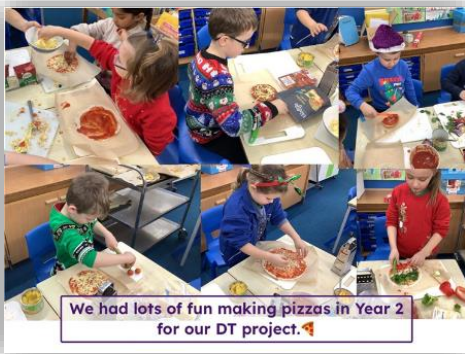 We had lots of fun making pizzas in Year 2
for our DT project.🍕